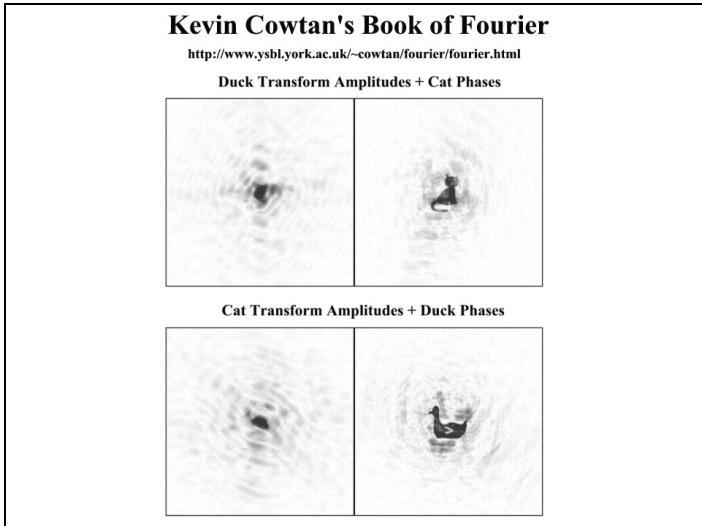 Kevin Cowtan's Book of Fourier
http://www.ysbl.york.ac.uk/~cowtan/fourier/fourier.html
Duck Transform Amplitudes + Cat Phases
Cat Transform Amplitudes + Duck Phases